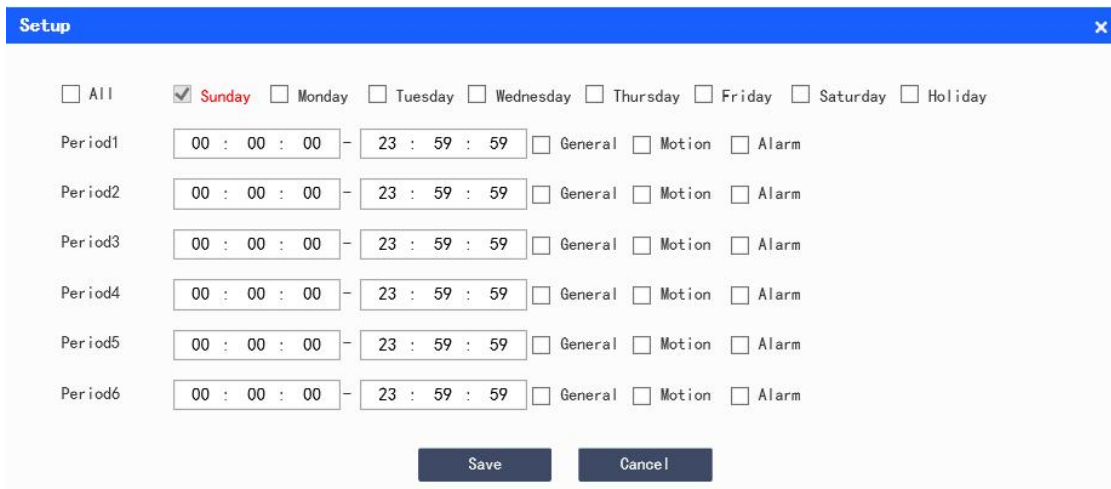 Setup
All Sunday Monday Tuesday Wednesday Thursday Friday Saturday Holiday
Period1 00 : 00 : 00 - 23 : 59 : 59 General Motion Alarm
Period2 00 : 00 : 00 - 23 : 59 : 59 General Motion Alarm
Period3 00 : 00 : 00 - 23 : 59 : 59 General Motion Alarm
Period4 00 : 00 : 00 - 23 : 59 : 59 General Motion Alarm
Period5 00 : 00 : 00 - 23 : 59 : 59 General Motion Alarm
Period6 00 : 00 : 00 - 23 : 59 : 59 General Motion Alarm
Save Cancel